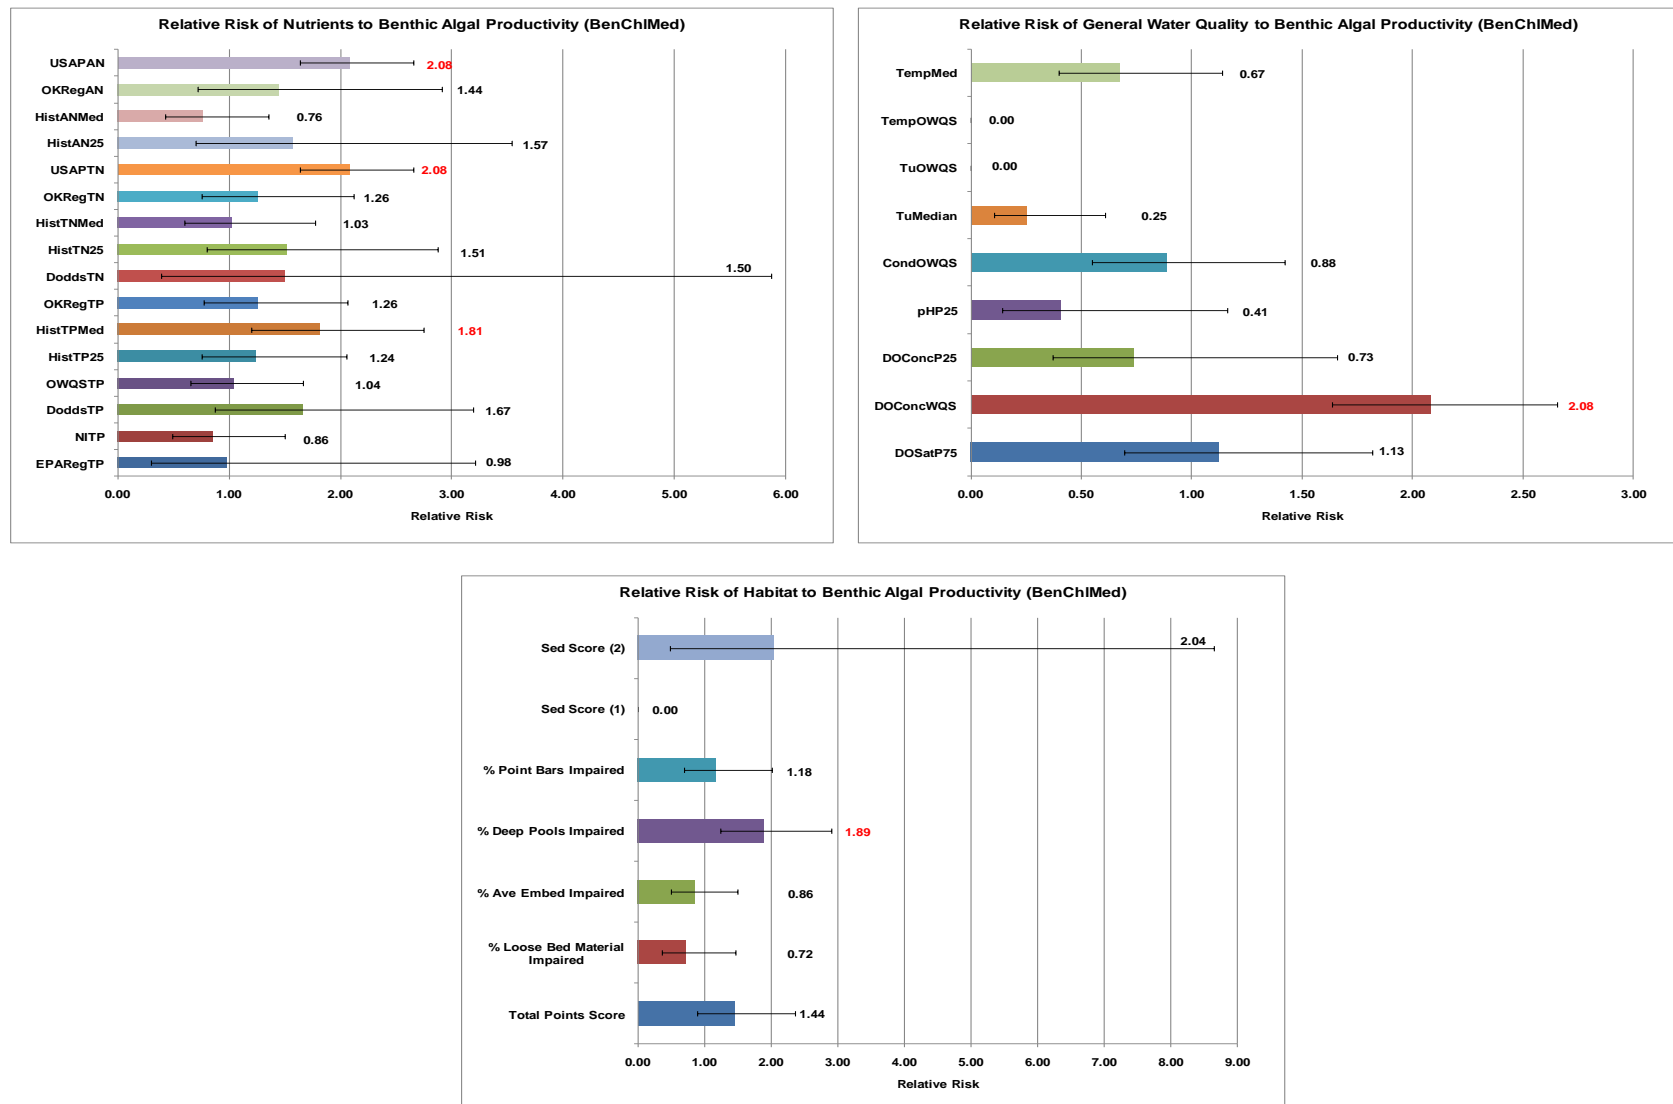 Relative Risk of Nutrients to Benthic Algal Productivity (BenChlMed)
USAPAN 2.08
OKRegAN 1.44
HistANMed 0.76
HistAN25 1.57
USAPTN 2.08
OKRegTN 1.26
HistTNMed 1.03
HistTN25 1.51
DoddsTN 1.50
OKRegTP 1.26
HistTPMed 1.81
HistTP25 1.24
OWQSTP 1.04
DoddsTP 1.67
NITP 0.86
EPARegTP 0.98
0.00 1.00 2.00 3.00 4.00 5.00 6.00
Relative Risk
Relative Risk of General Water Quality to Benthic Algal Productivity (BenChlMed)
TempMed 0.67
TempOWQS 0.00
TuOWQS 0.00
TuMedian 0.25
CondOWQS 0.88
pHP25 0.41
DOConcP25 0.73
DOConcWQS 2.08
DOSatP75 1.13
0.00 0.50 1.00 1.50 2.00 2.50 3.00
Relative Risk
Relative Risk of Habitat to Benthic Algal Productivity (BenChlMed)
Sed Score (2) 2.04
Sed Score (1) 0.00
% Point Bars Impaired 1.18
% Deep Pools Impaired 1.89
% Ave Embed Impaired 0.86
% Loose Bed Material
Impaired 0.72
Total Points Score 1.44
0.00 1.00 2.00 3.00 4.00 5.00 6.00 7.00 8.00 9.00
Relative Risk